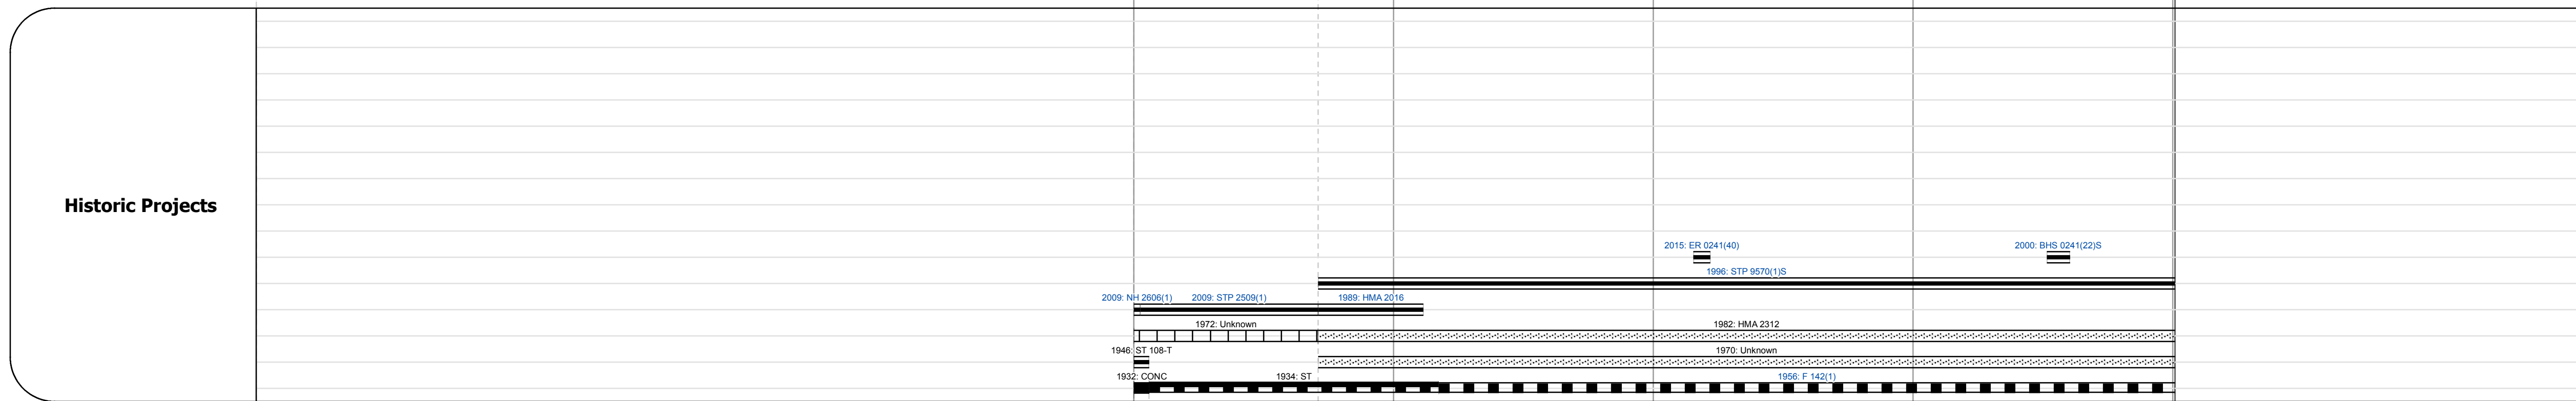 Historic Projects
2015: ER 0241(40)
2000: BHS 0241(22)S
1996: STP 9570(1)S
2009: NH 2606(1)
2009: STP 2509(1)
1989: HMA 2016
1972: Unknown
1982: HMA 2312
1946: ST 108-T
1970: Unknown
1932: CONC
1934: ST
1956: F 142(1)